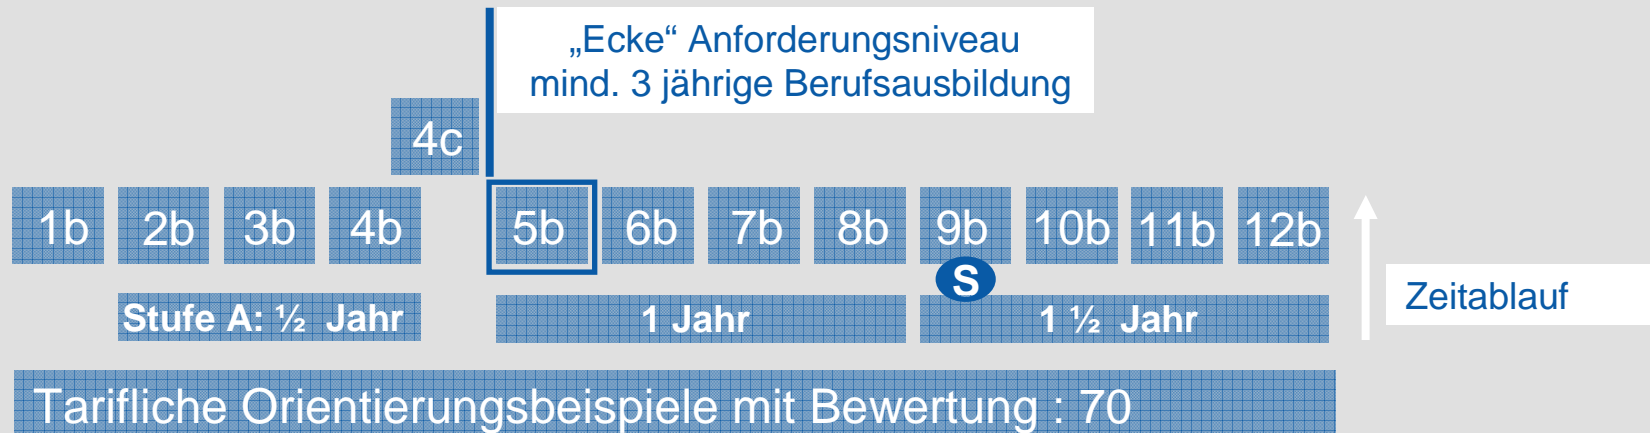 „Ecke“ Anforderungsniveau
mind. 3 jährige Berufsausbildung
4c
1b 2b 3b 4b 5b 6b 7b 8b 9b 10b 11b 12b
S
Stufe A: ½ Jahr 1 Jahr 1 ½ Jahr
Zeitablauf
Tarifliche Orientierungsbeispiele mit Bewertung : 70